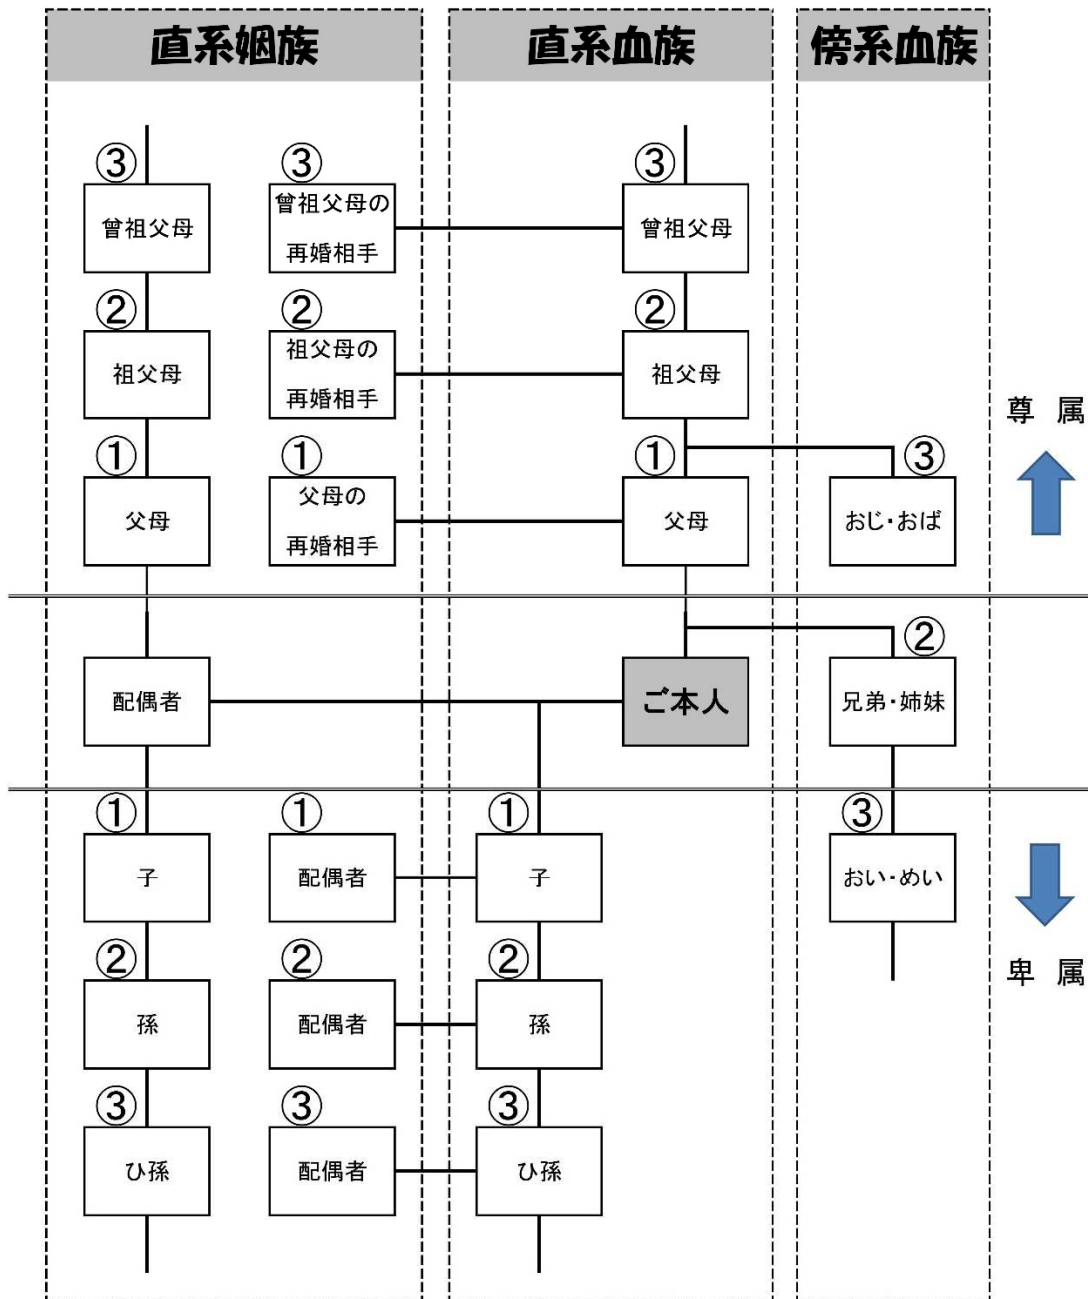 直系姻族
直系血族
傍系血族
③
③
③
曾祖父母
曾祖父母の
再婚相手
曾祖父母
②
②
②
祖父母
祖父母の
再婚相手
祖父母
尊 属
①
①
①
③
父母
父母の
再婚相手
父母
おじ・おば
②
配偶者
ご本人
兄弟・姉妹
①
①
①
③
子
配偶者
子
おい・めい
②
②
②
卑 属
孫
配偶者
孫
③
③
③
ひ孫
配偶者
ひ孫